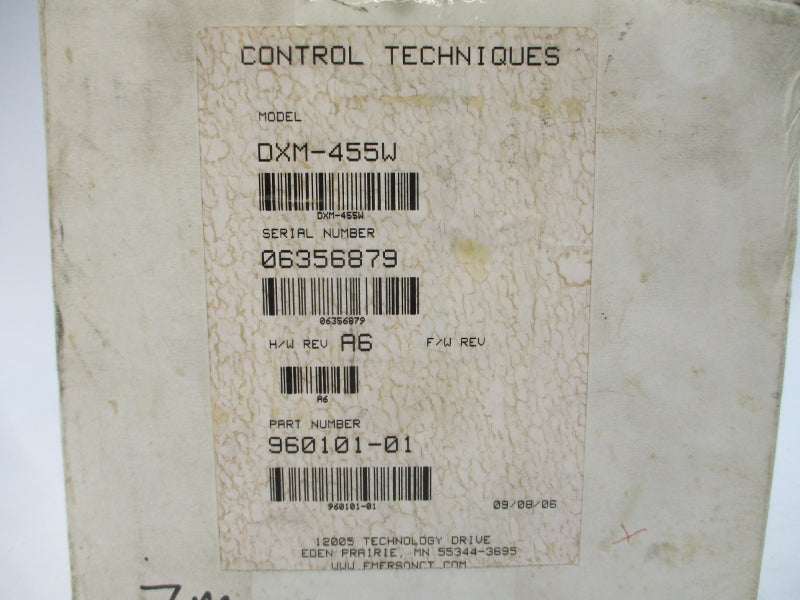 CONTROL TECHNIQUES
MODEL
DXM-455W
DXM-455W
SERIAL NUMBER
06356879
06356879
H/W REV A6 F/W REV
A6
PART NUMBER
960101-01
960101-01
09/08/06
12005 TECHNOLOGY DRIVE
EDEN PRAIRIE, MN 55344-3695
WWW.EMERSONCT.COM